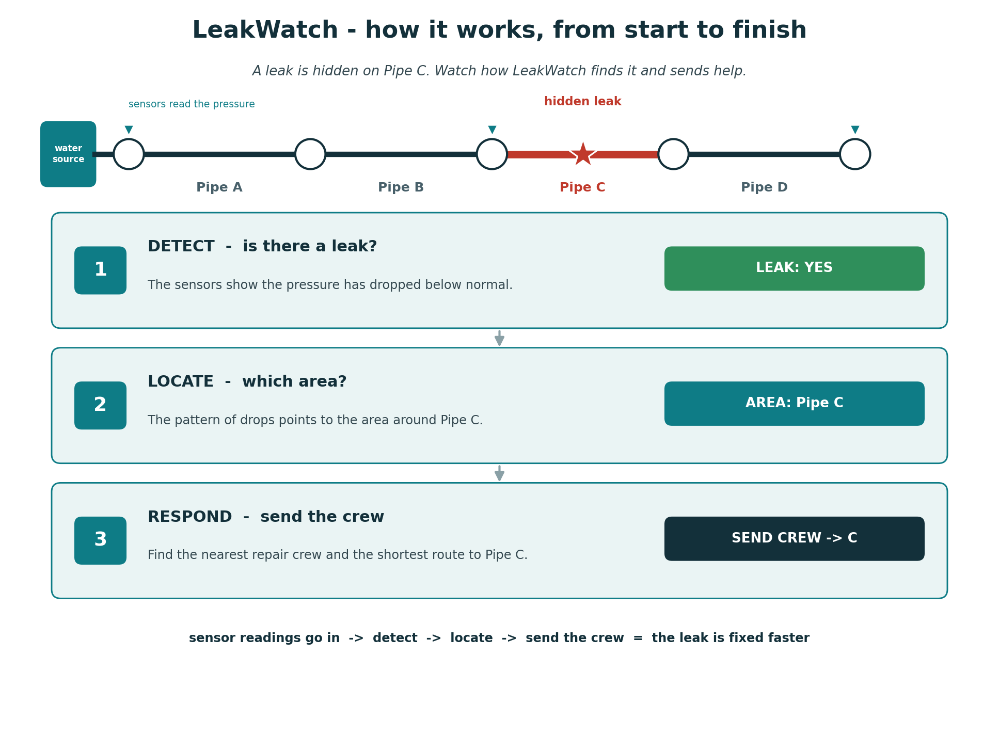 LeakWatch - how it works, from start to finish
A leak is hidden on Pipe C. Watch how LeakWatch finds it and sends help.
sensors read the pressure
hidden leak
water
source
Pipe A
Pipe B
Pipe C
Pipe D
1
DETECT - is there a leak?
The sensors show the pressure has dropped below normal.
LEAK: YES
2
LOCATE - which area?
The pattern of drops points to the area around Pipe C.
AREA: Pipe C
3
RESPOND - send the crew
Find the nearest repair crew and the shortest route to Pipe C.
SEND CREW -> C
sensor readings go in -> detect -> locate -> send the crew = the leak is fixed faster